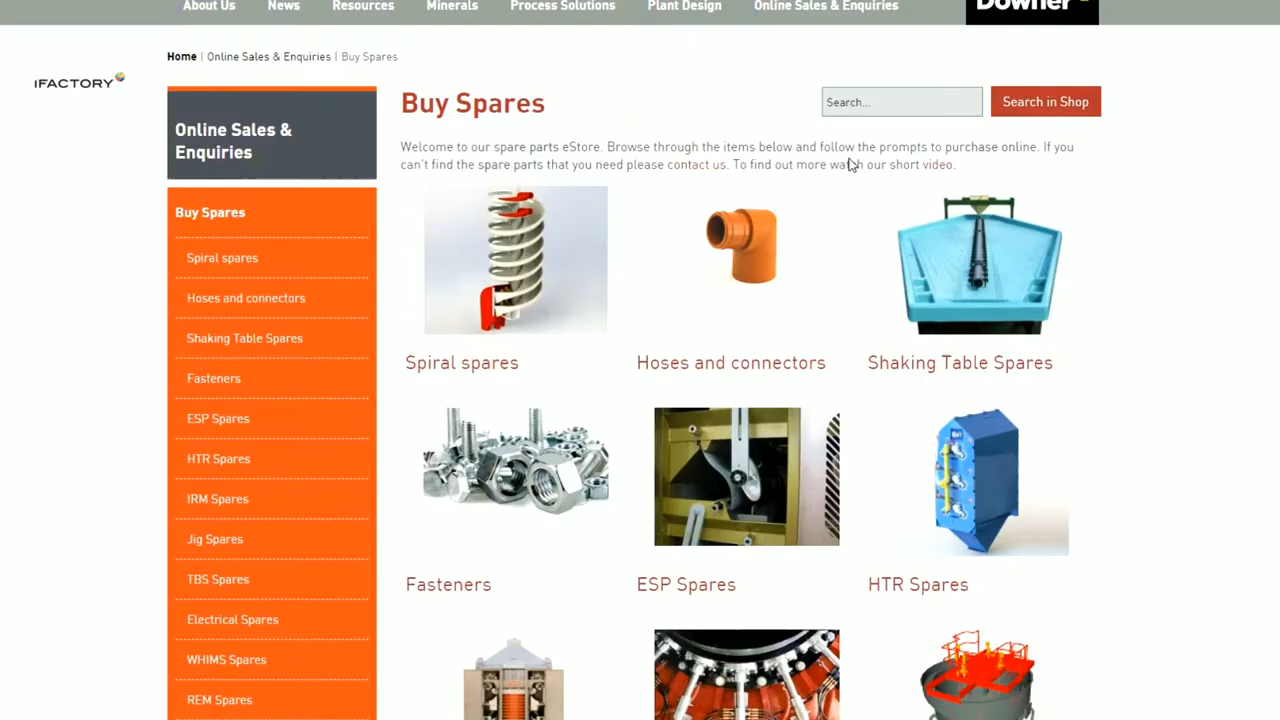 About Us News Resources Minerals Process Solutions Plant Design Online Sales & Enquiries
Downer
Home | Online Sales & Enquiries | Buy Spares
IFACTORY
Online Sales &
Enquiries
Buy Spares
Spiral spares
Hoses and connectors
Shaking Table Spares
Fasteners
ESP Spares
HTR Spares
IRM Spares
Jig Spares
TBS Spares
Electrical Spares
WHIMS Spares
REM Spares
Buy Spares
Search...
Search in Shop
Welcome to our spare parts eStore. Browse through the items below and follow the prompts to purchase online. If you
can't find the spare parts that you need please contact us. To find out more watch our short video.
Spiral spares
Hoses and connectors
Shaking Table Spares
Fasteners
ESP Spares
HTR Spares